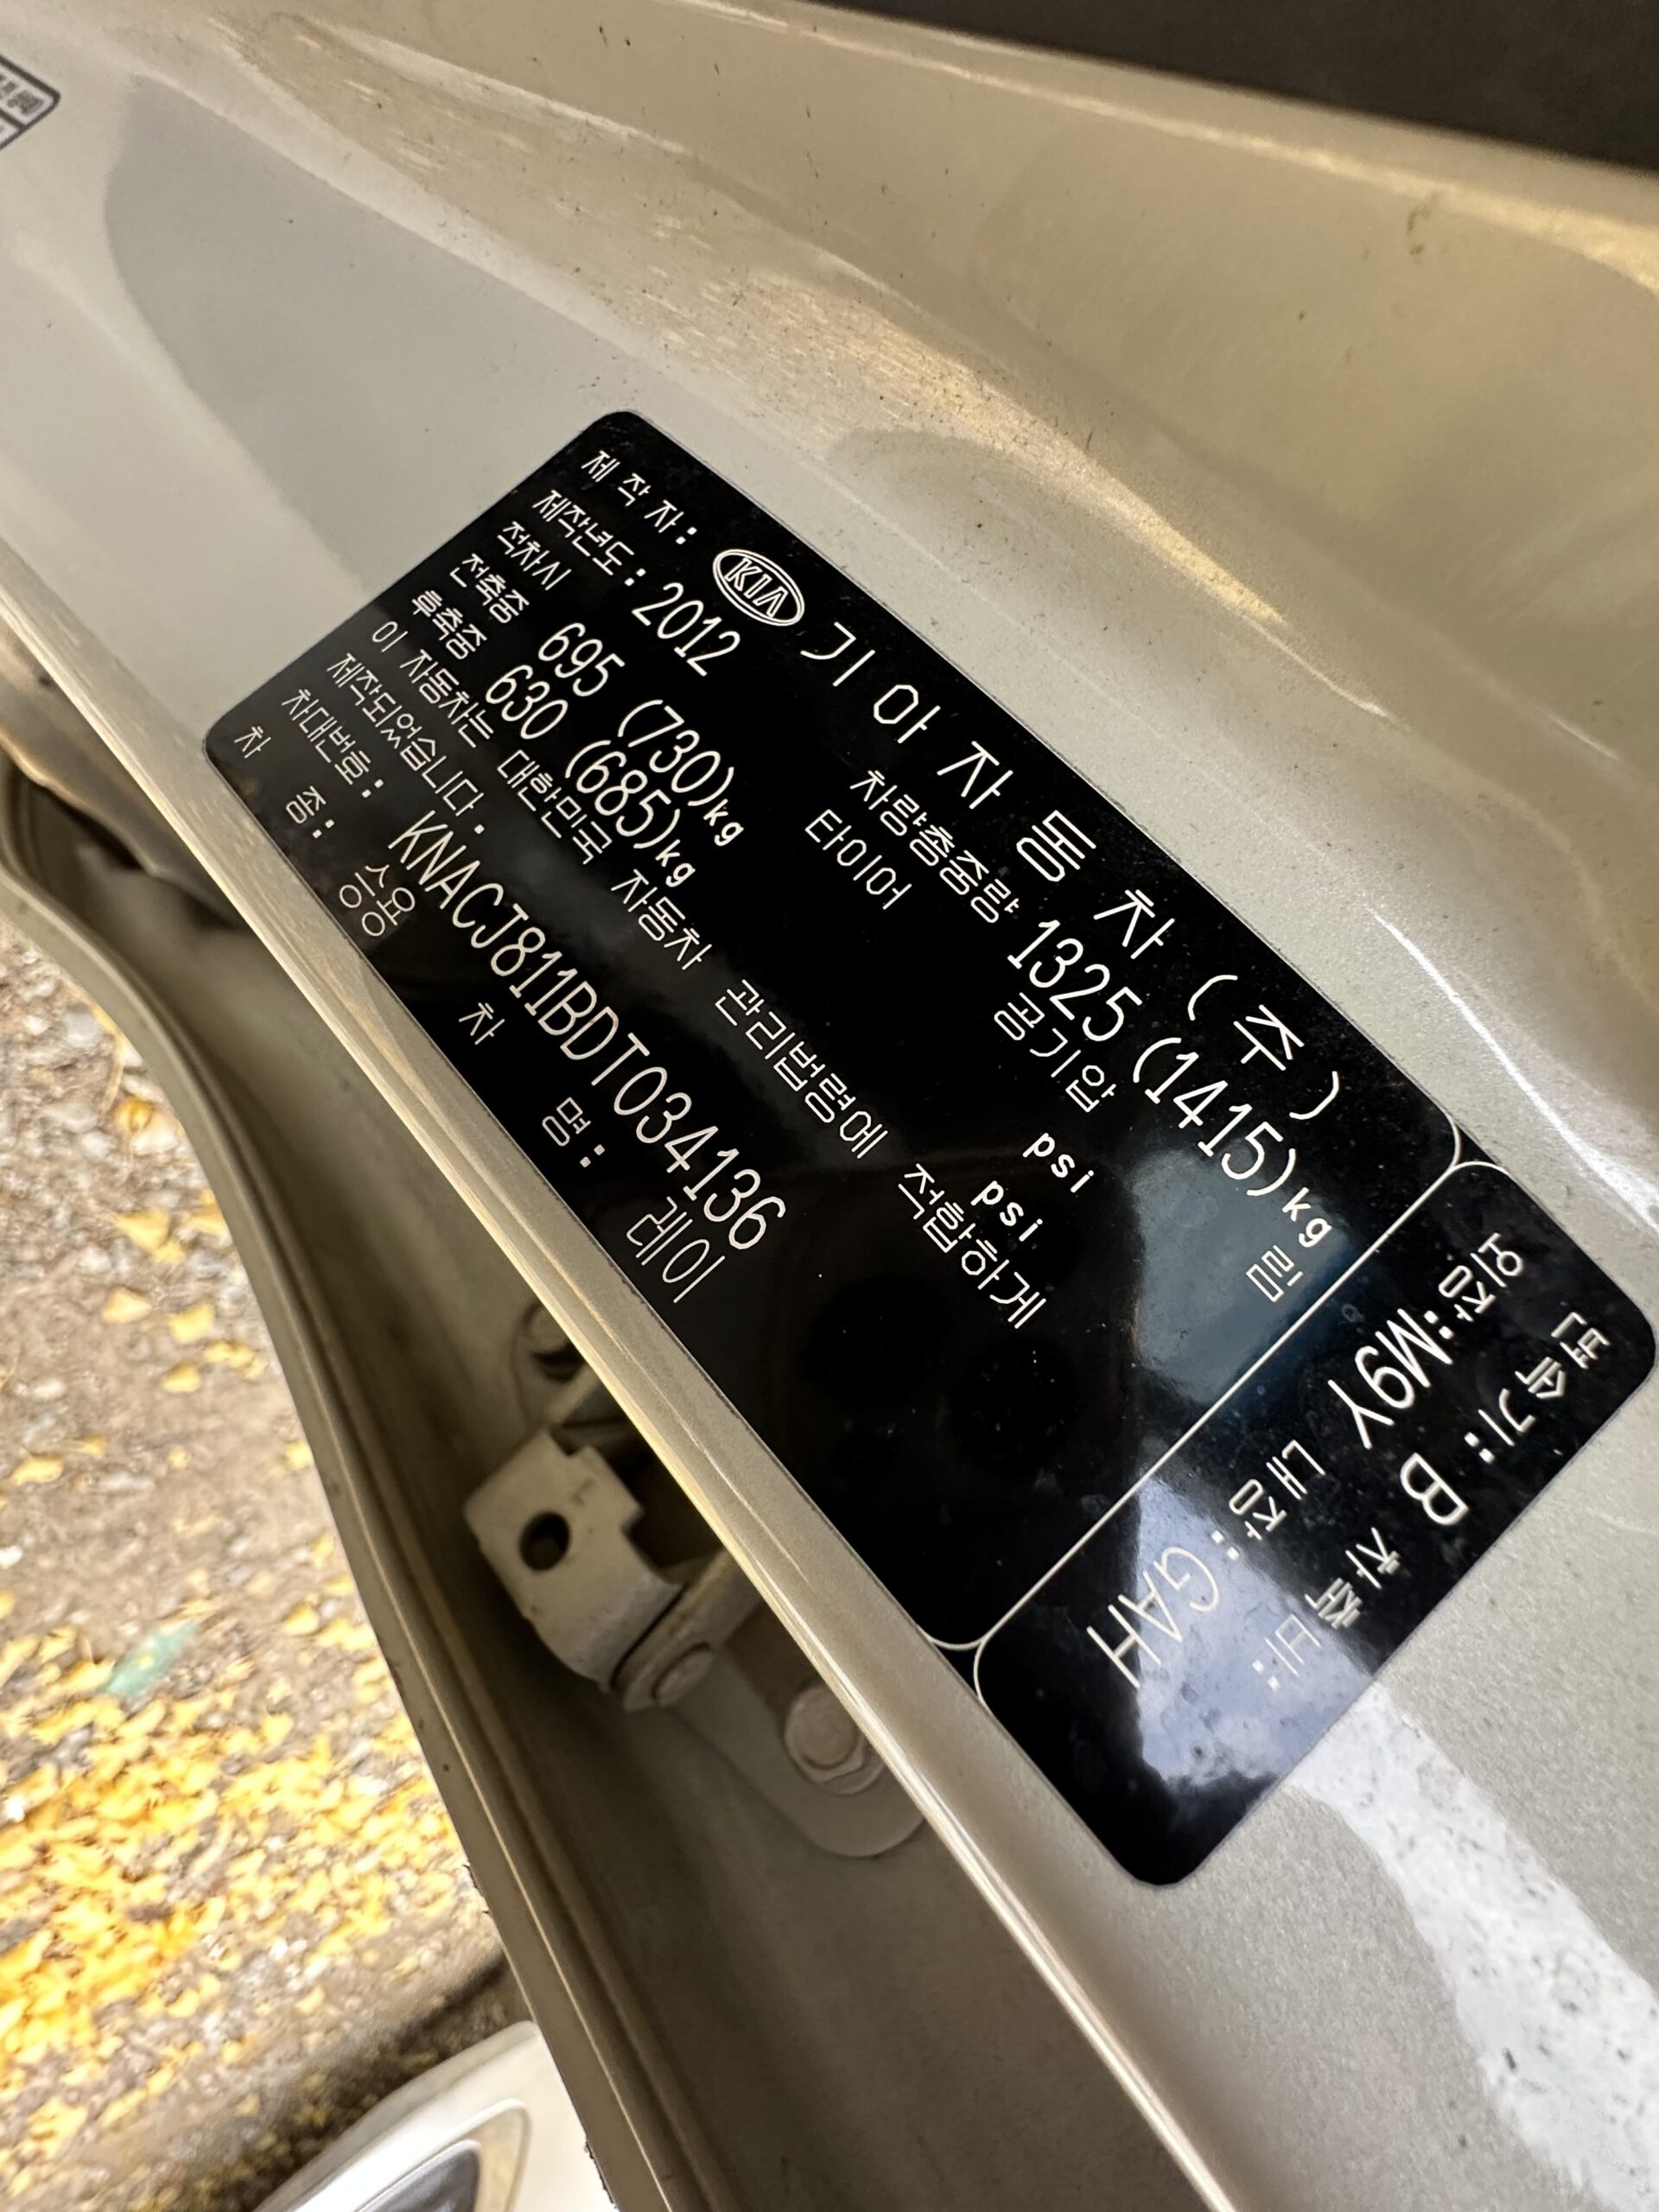 제 작 자: KIA 기 아 자 동 차 (주)
제작년도: 2012 차량총중량 1325 (1415)kg
적차시 타이어 공기압 림
전축중 695 (730)kg psi
후축중 630 (685)kg psi
이 자동차는 대한민국 자동차 관리법령에 적합하게
제작되었습니다.
차대번호: KNACJ811BDT034136
차 종: 승용 차 명: 레이
변속기: B 차축비:
외장:M9Y 내장: GAH